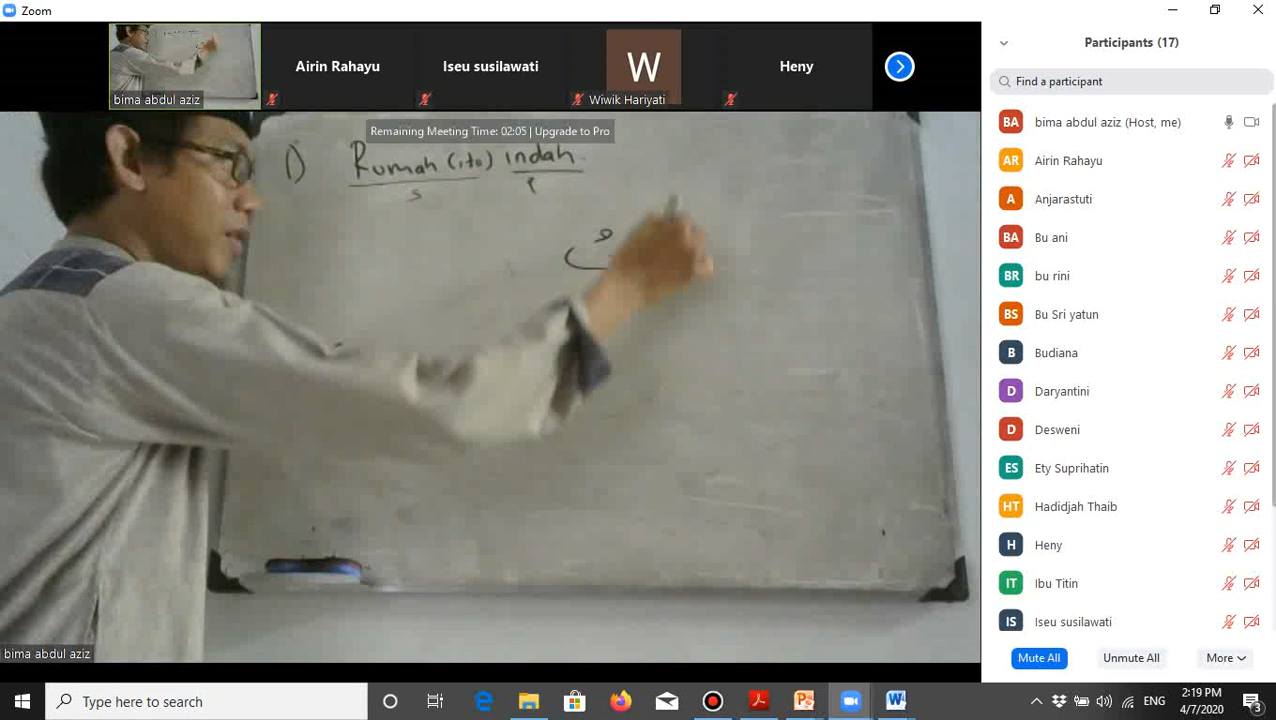 Zoom
Participants (17)
Airin Rahayu
Iseu susilawati
W
Heny
bima abdul aziz
Wiwik Hariyati
Find a participant
Remaining Meeting Time: 02:05 | Upgrade to Pro
1) Rumah (itu) indah.
s
P
BA bima abdul aziz (Host, me)
AR Airin Rahayu
A Anjarastuti
BA Bu ani
BR bu rini
BS Bu Sri yatun
B Budiana
D Daryantini
D Desweni
ES Ety Suprihatin
HT Hadidjah Thaib
H Heny
IT Ibu Titin
IS Iseu susilawati
bima abdul aziz
Mute All
Unmute All
More
Type here to search
ENG
2:19 PM
4/7/2020
3